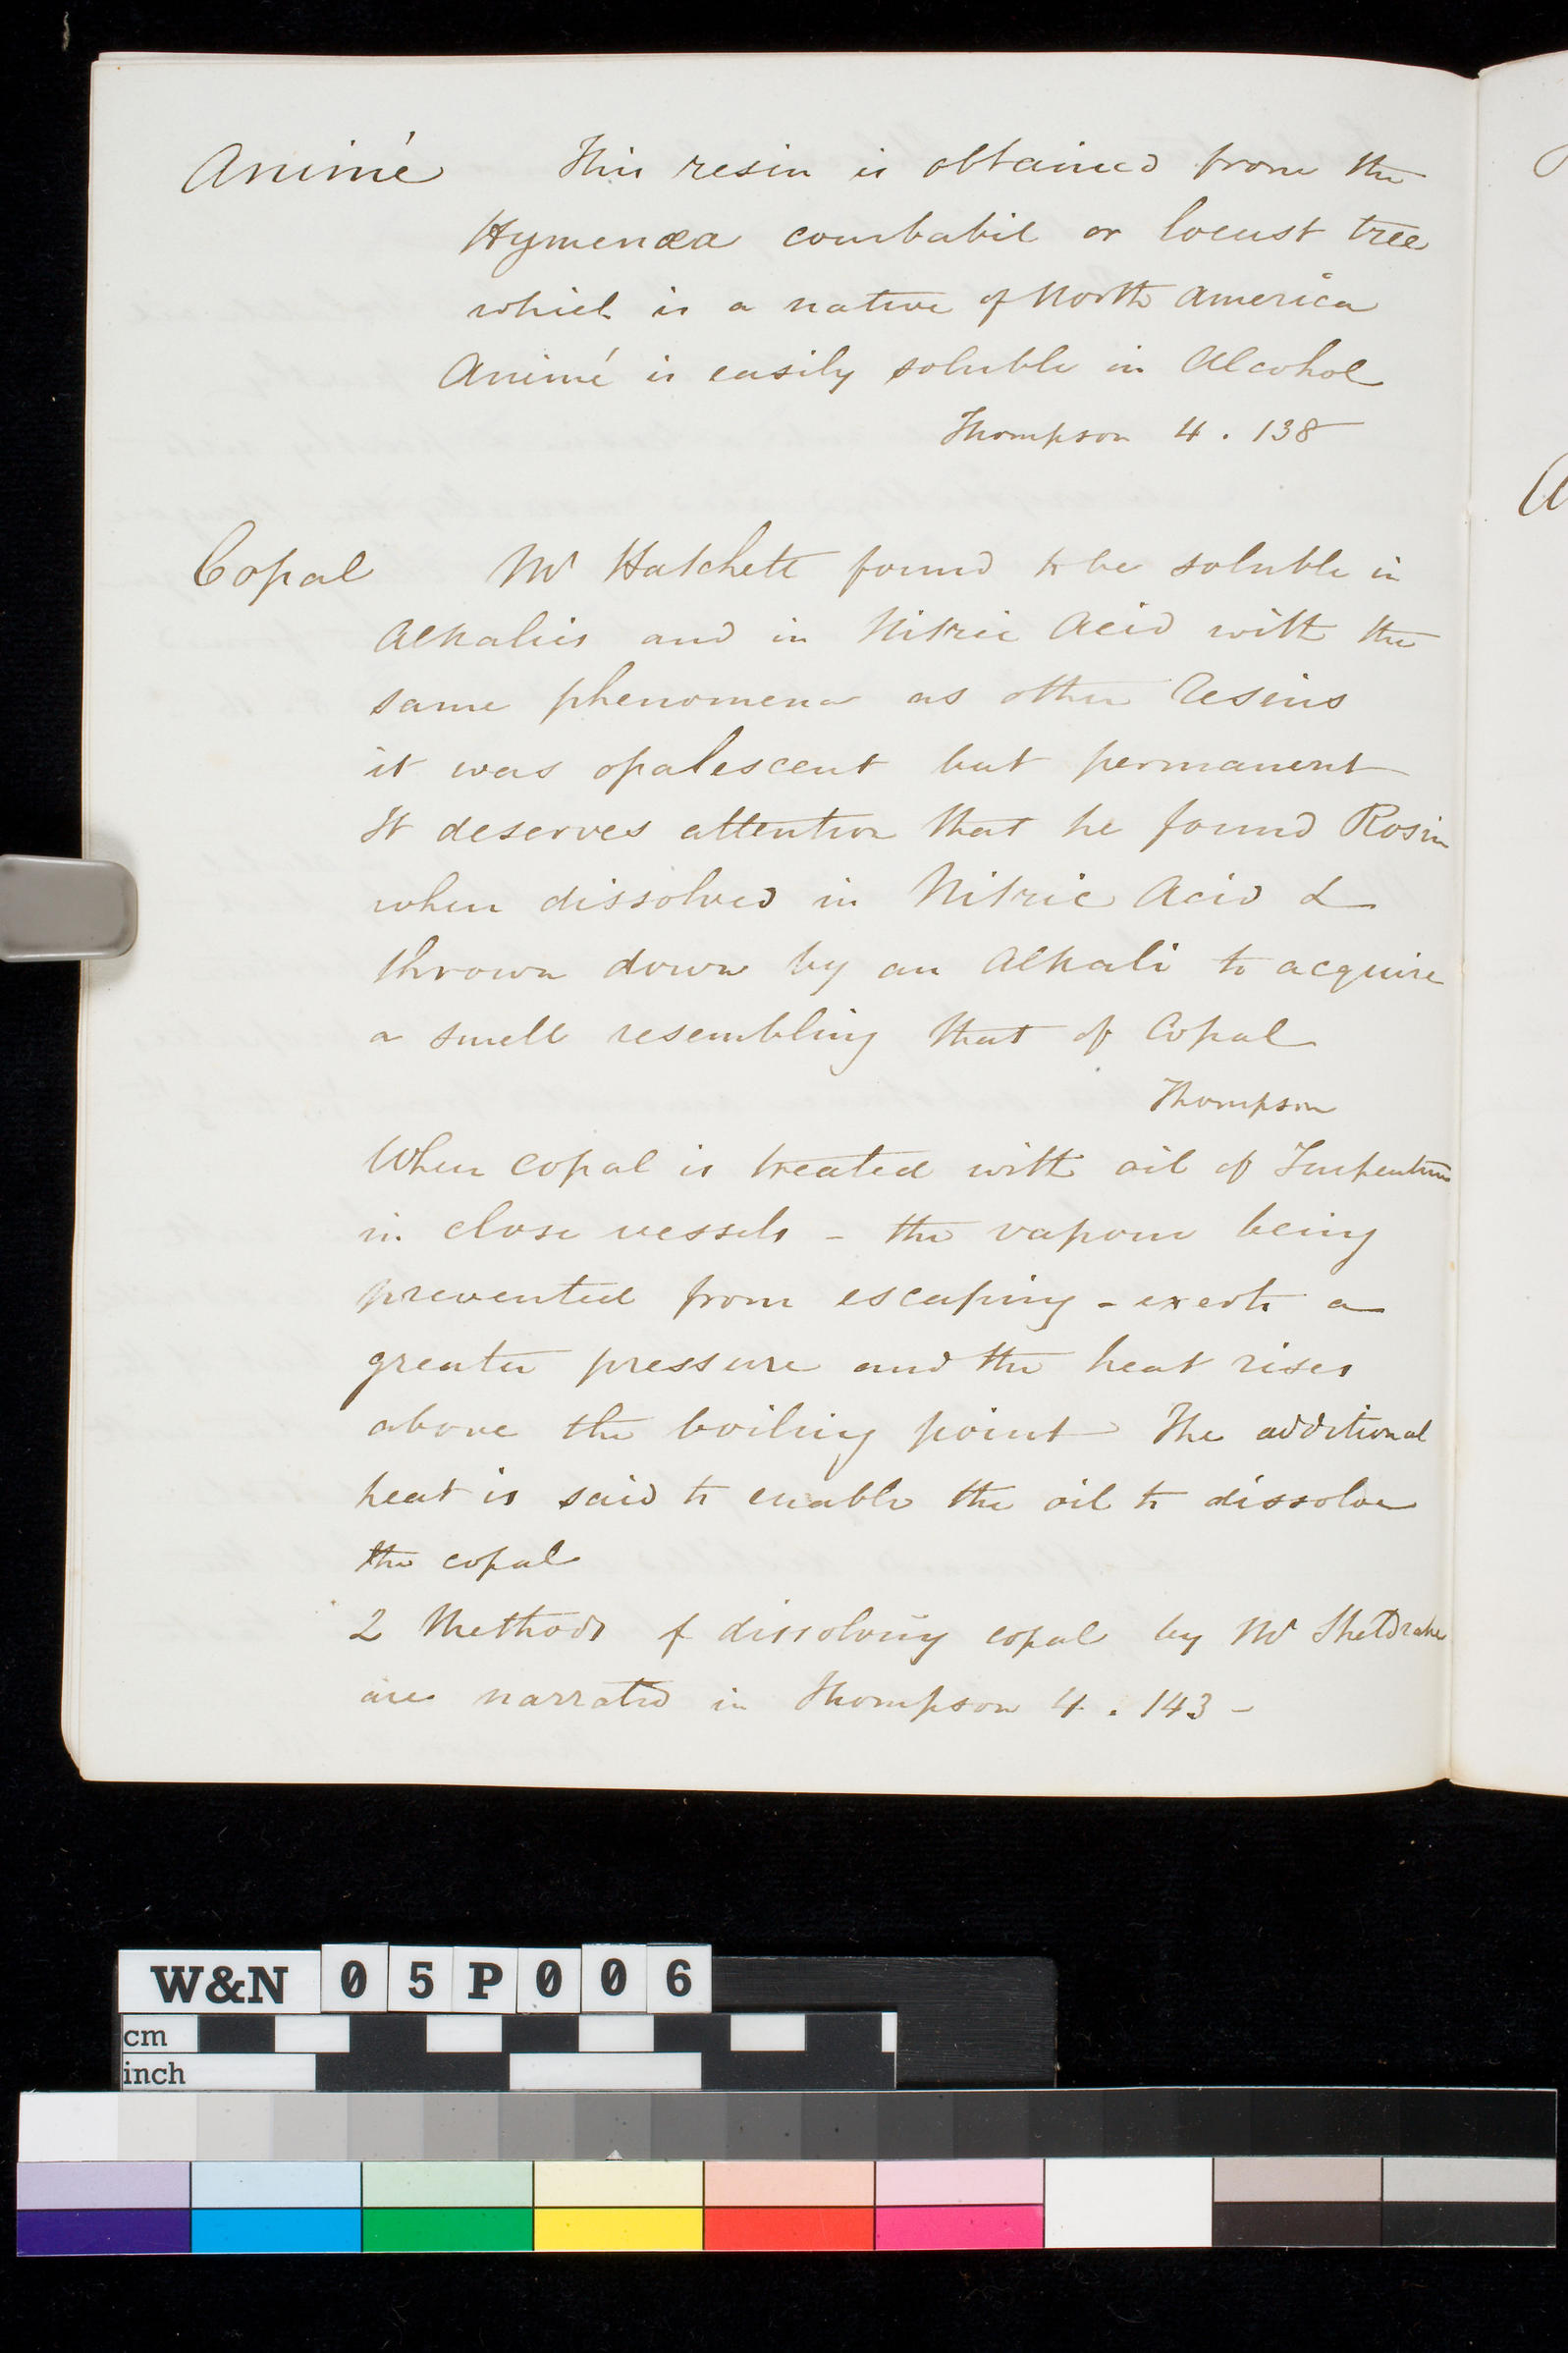 Animé This resin is obtained from the
Hymenæa courbabil or locust tree
which is a native of North America
Animé is easily soluble in Alcohol
Thompson 4 . 138
Copal Mr Hatchett found to be soluble in
Alkalies and in Nitric Acid with the
same phenomena as other Resins
it was opalescent but permanent
It deserves attention that he found Rosin
when dissolved in Nitric Acid &
thrown down by an Alkali to acquire
a smell resembling that of Copal
Thompson
When copal is treated with oil of Turpentine
in close vessels - the vapour being
prevented from escaping - exerts a
greater pressure and the heat rises
above the boiling point The additional
heat is said to enable the oil to dissolve
the copal
2 Methods of dissolving copal by Mr Sheldrake
are narrated in Thompson 4 . 143 -
W&N 05P006
cm
inch